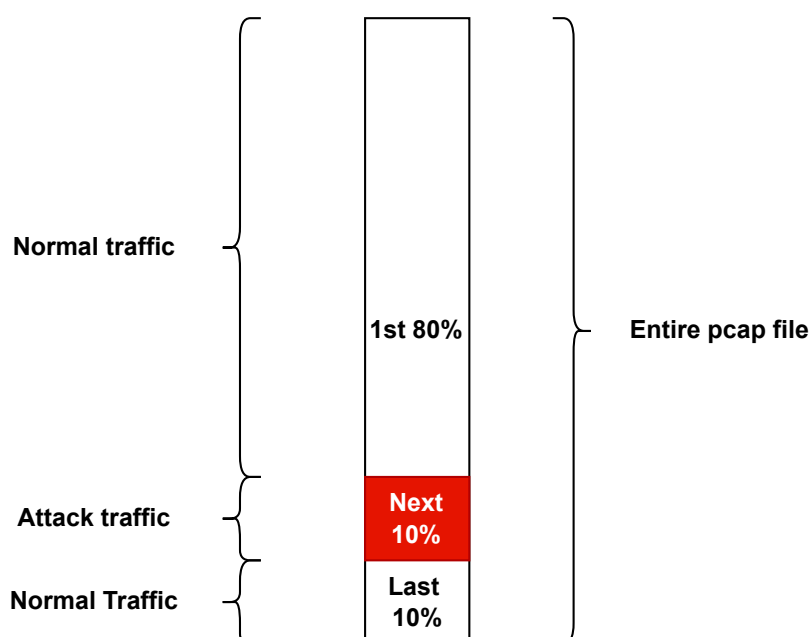 Normal traffic
1st 80%
Entire pcap file
Attack traffic
Next
10%
Normal Traffic
Last
10%